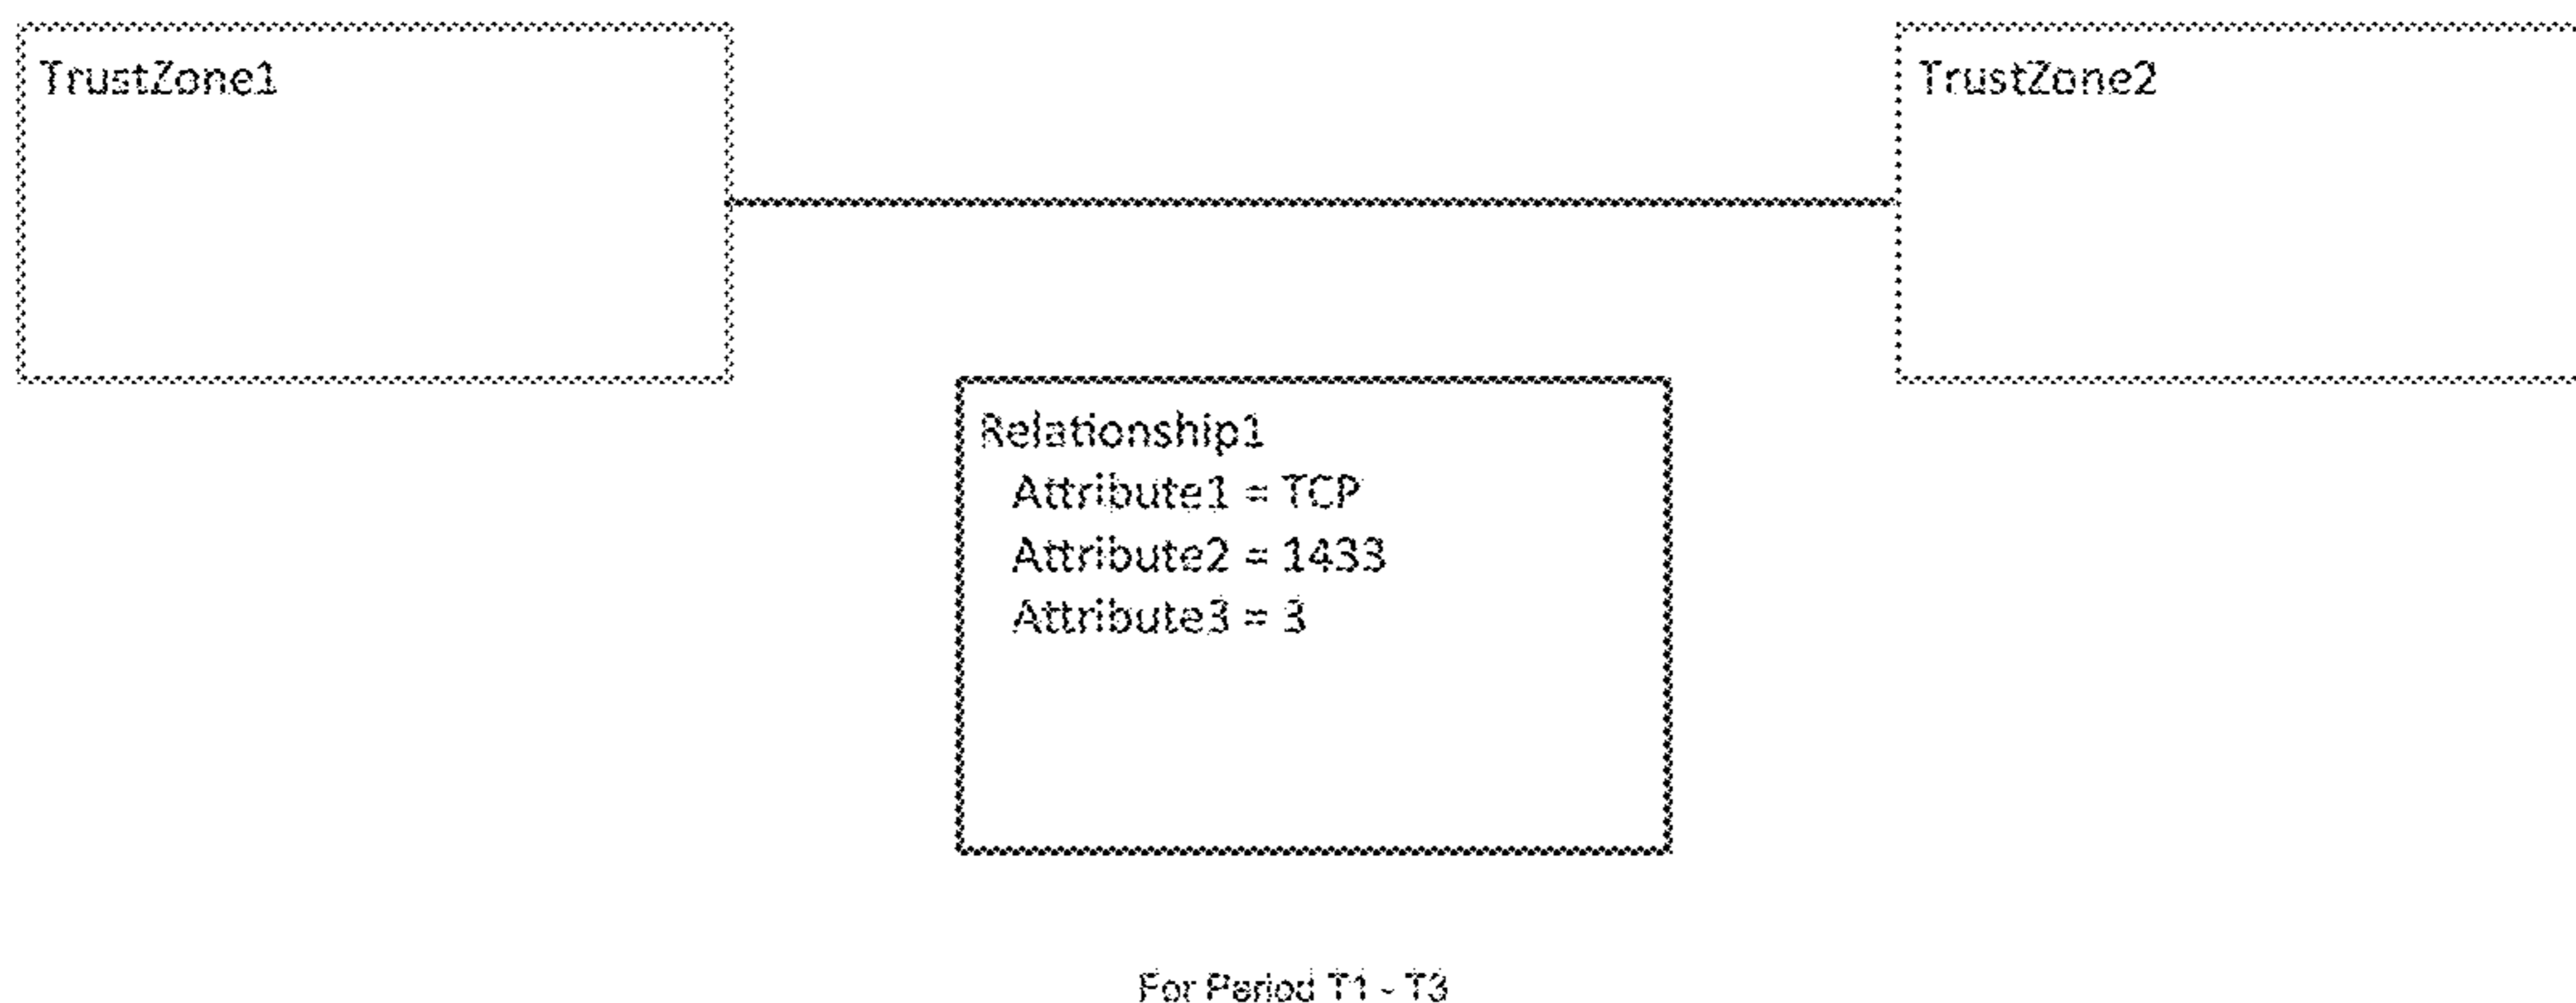 TrustZone1
TrustZone2
Relationship1
Attribute1 = TCP
Attribute2 = 1433
Attribute3 = 3
For Period T1 - T3